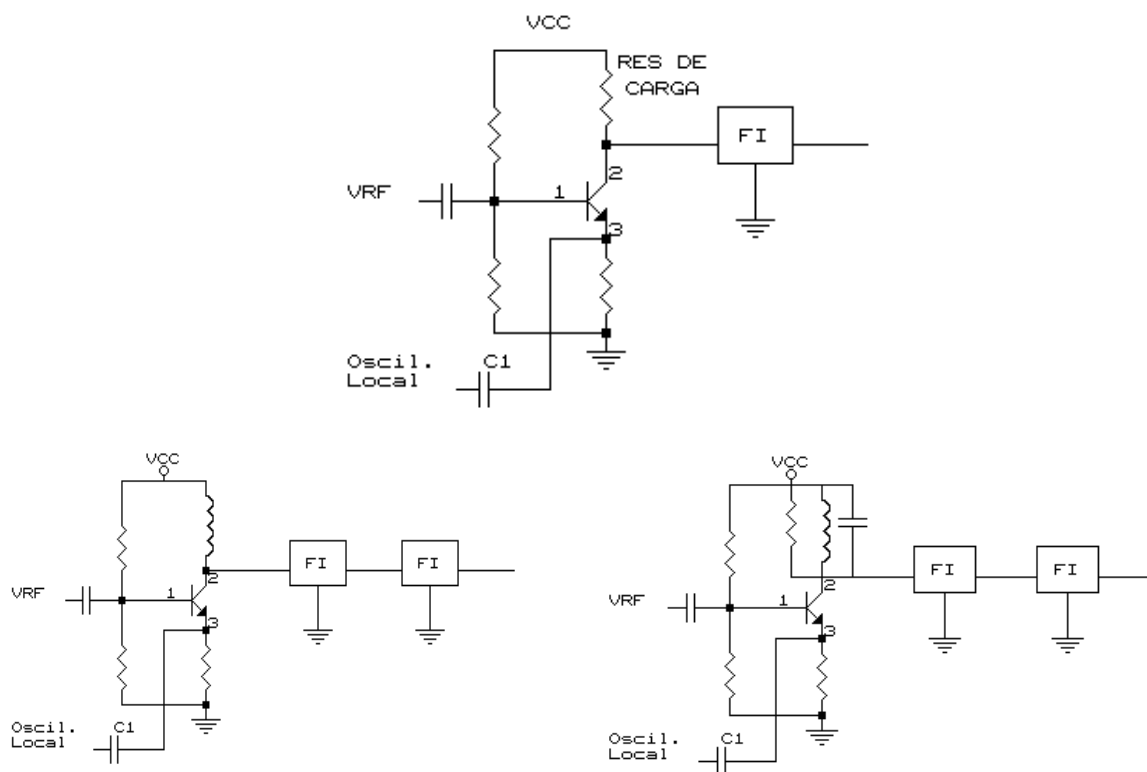 VCC
RES DE
CARGA
FI
2
VRF
1
3
Oscil.
Local
C1
VCC
FI
FI
2
VRF
1
3
Oscil.
Local
C1
VCC
FI
FI
2
VRF
1
3
Oscil.
Local
C1